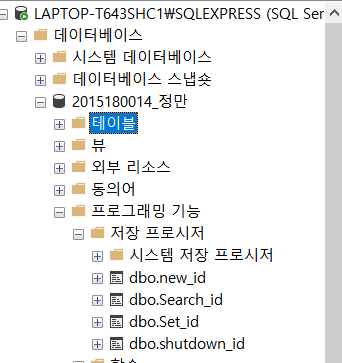 LAPTOP-T643SHC1₩SQLEXPRESS (SQL Ser
데이터베이스
시스템 데이터베이스
데이터베이스 스냅숏
2015180014_정만
테이블
뷰
외부 리소스
동의어
프로그래밍 기능
저장 프로시저
시스템 저장 프로시저
dbo.new_id
dbo.Search_id
dbo.Set_id
dbo.shutdown_id